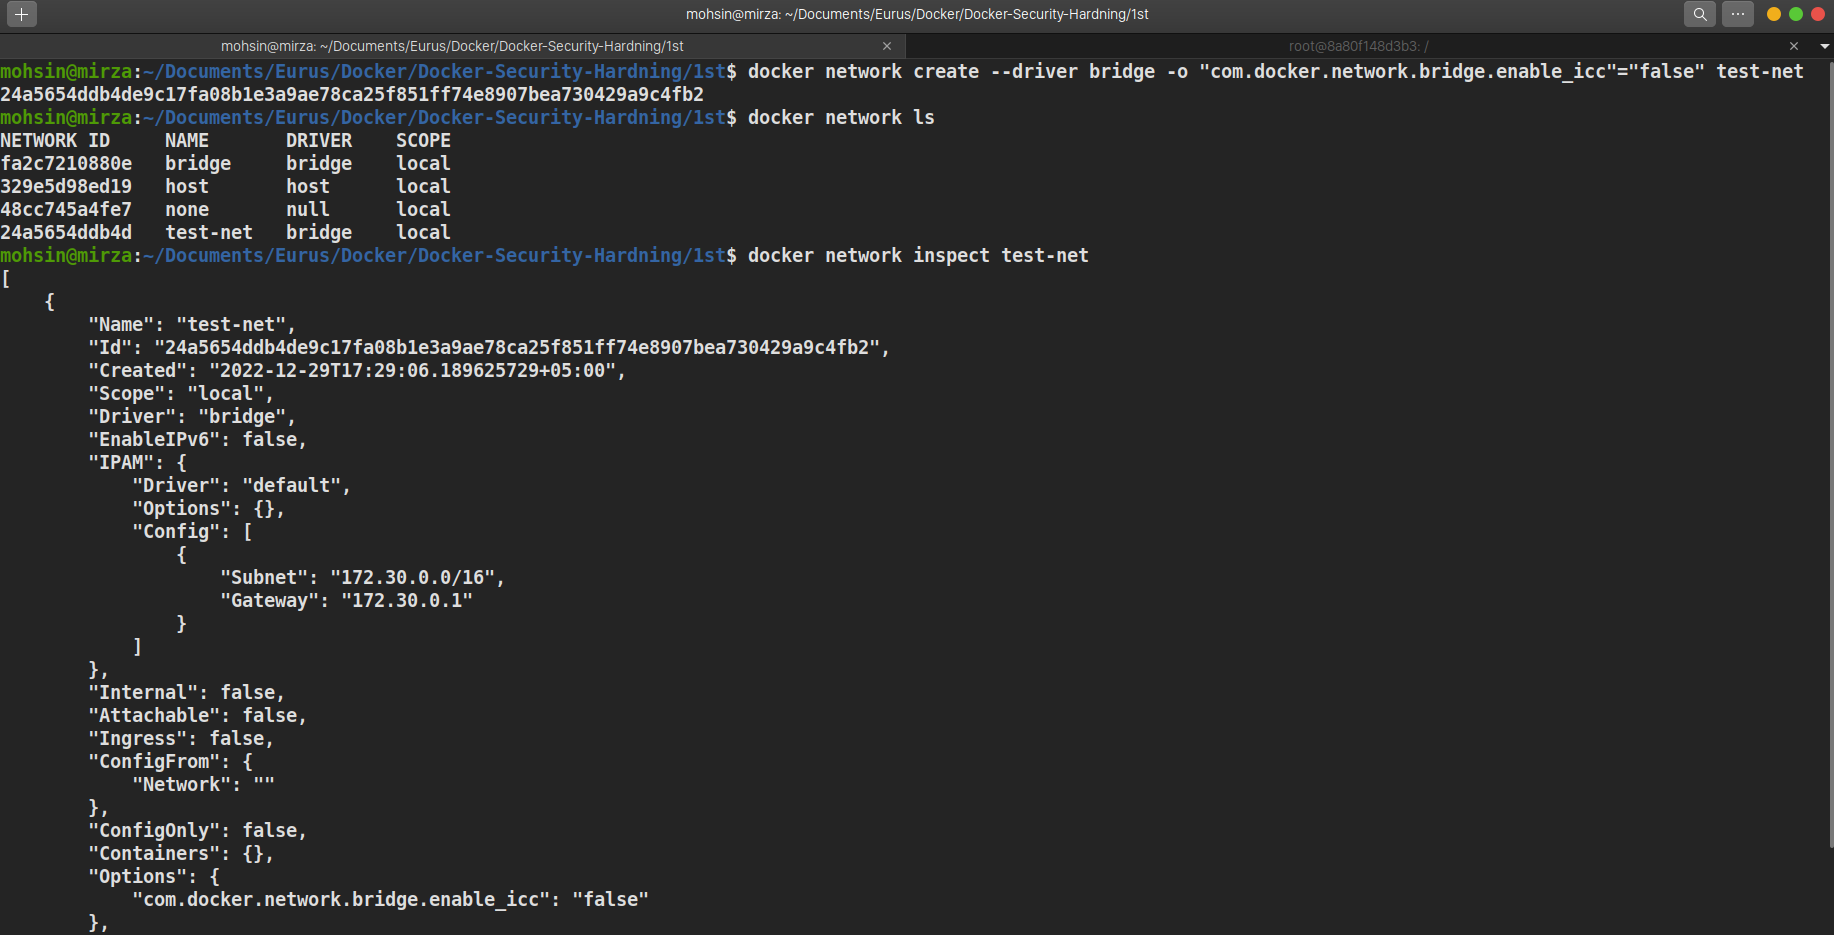 mohsin@mirza: ~/Documents/Eurus/Docker/Docker-Security-Hardning/1st
mohsin@mirza: ~/Documents/Eurus/Docker/Docker-Security-Hardning/1st
root@8a80f148d3b3: /
mohsin@mirza:~/Documents/Eurus/Docker/Docker-Security-Hardning/1st$ docker network create --driver bridge -o "com.docker.network.bridge.enable_icc"="false" test-net
24a5654ddb4de9c17fa08b1e3a9ae78ca25f851ff74e8907bea730429a9c4fb2
mohsin@mirza:~/Documents/Eurus/Docker/Docker-Security-Hardning/1st$ docker network ls
NETWORK ID     NAME       DRIVER    SCOPE
fa2c7210880e   bridge     bridge    local
329e5d98ed19   host       host      local
48cc745a4fe7   none       null      local
24a5654ddb4d   test-net   bridge    local
mohsin@mirza:~/Documents/Eurus/Docker/Docker-Security-Hardning/1st$ docker network inspect test-net
[
    {
        "Name": "test-net",
        "Id": "24a5654ddb4de9c17fa08b1e3a9ae78ca25f851ff74e8907bea730429a9c4fb2",
        "Created": "2022-12-29T17:29:06.189625729+05:00",
        "Scope": "local",
        "Driver": "bridge",
        "EnableIPv6": false,
        "IPAM": {
            "Driver": "default",
            "Options": {},
            "Config": [
                {
                    "Subnet": "172.30.0.0/16",
                    "Gateway": "172.30.0.1"
                }
            ]
        },
        "Internal": false,
        "Attachable": false,
        "Ingress": false,
        "ConfigFrom": {
            "Network": ""
        },
        "ConfigOnly": false,
        "Containers": {},
        "Options": {
            "com.docker.network.bridge.enable_icc": "false"
        },